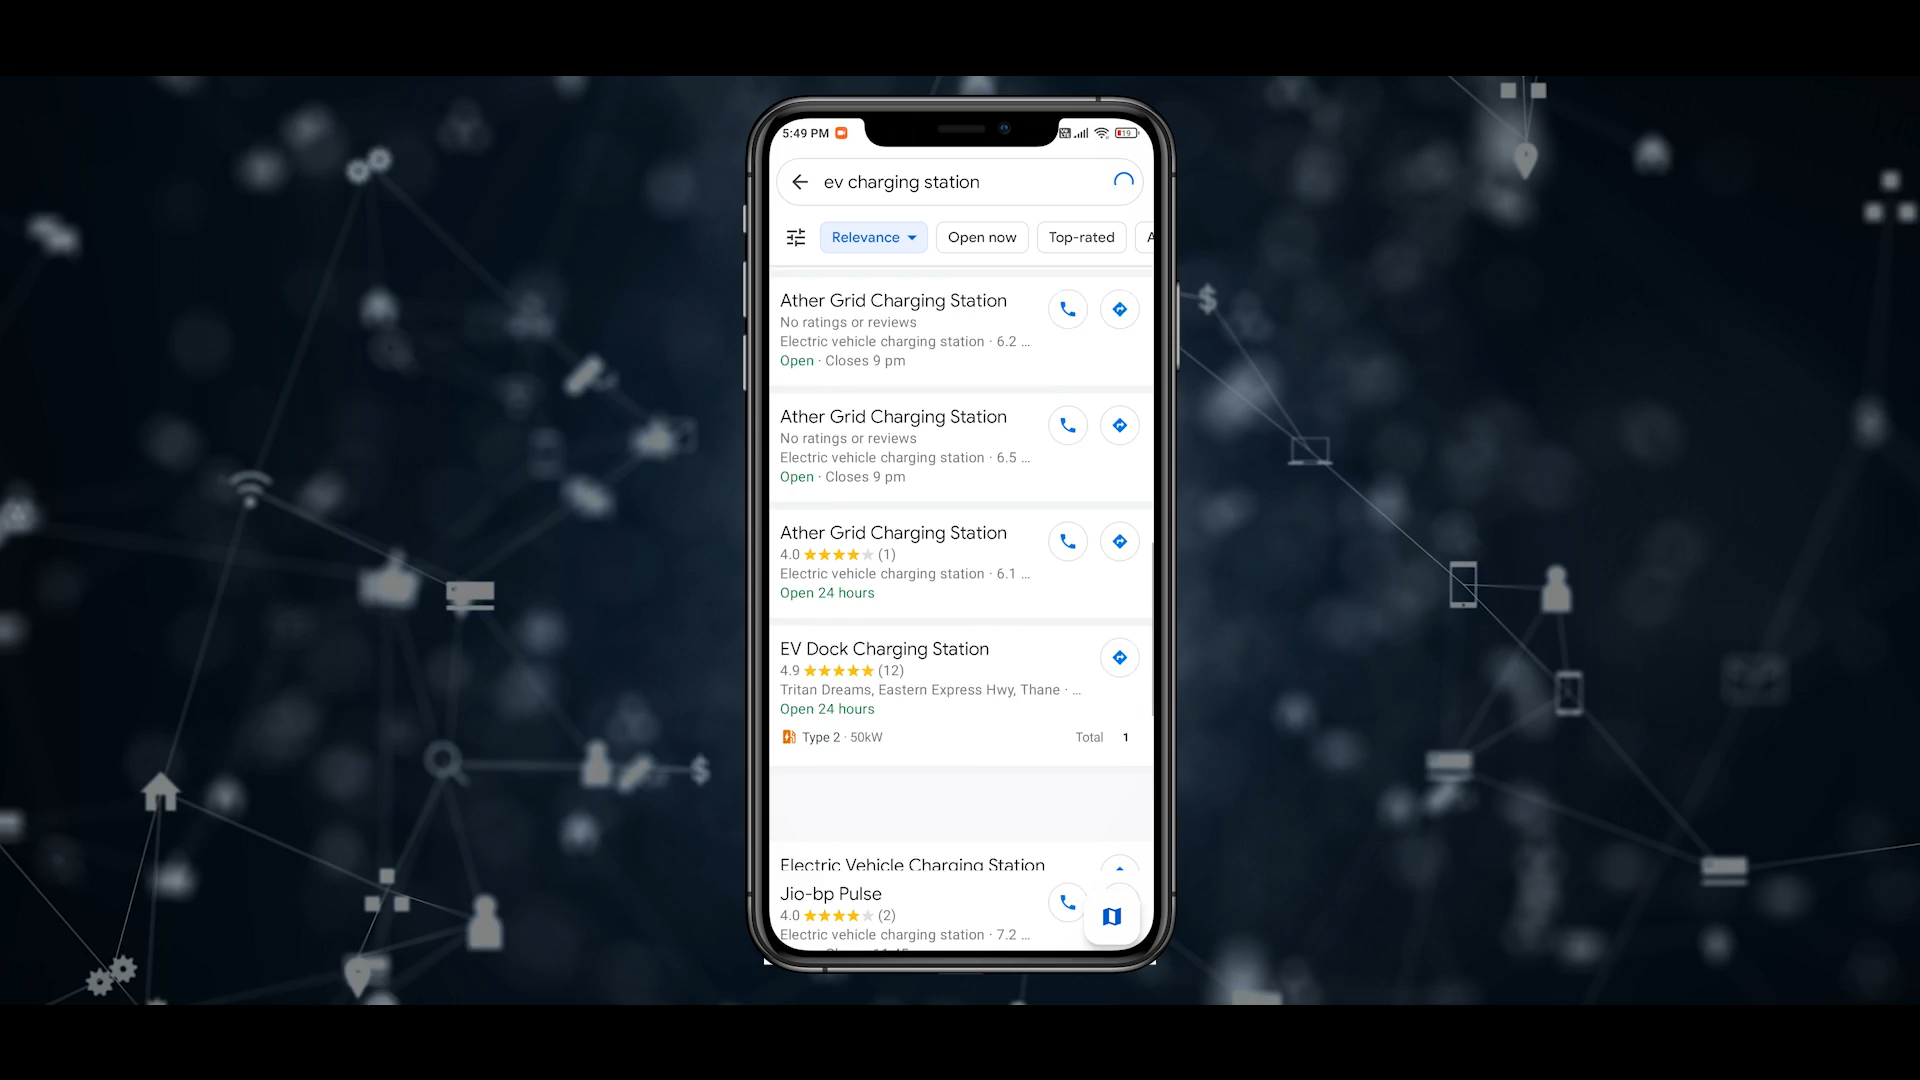 5:49 PM
19
ev charging station
Relevance
Open now
Top-rated
A
Ather Grid Charging Station
No ratings or reviews
Electric vehicle charging station · 6.2 ...
Open · Closes 9 pm
Ather Grid Charging Station
No ratings or reviews
Electric vehicle charging station · 6.5 ...
Open · Closes 9 pm
Ather Grid Charging Station
4.0 (1)
Electric vehicle charging station · 6.1 ...
Open 24 hours
EV Dock Charging Station
4.9 (12)
Tritan Dreams, Eastern Express Hwy, Thane · ...
Open 24 hours
Type 2 · 50kW Total 1
Electric Vehicle Charging Station
Jio-bp Pulse
4.0 (2)
Electric vehicle charging station · 7.2 ...